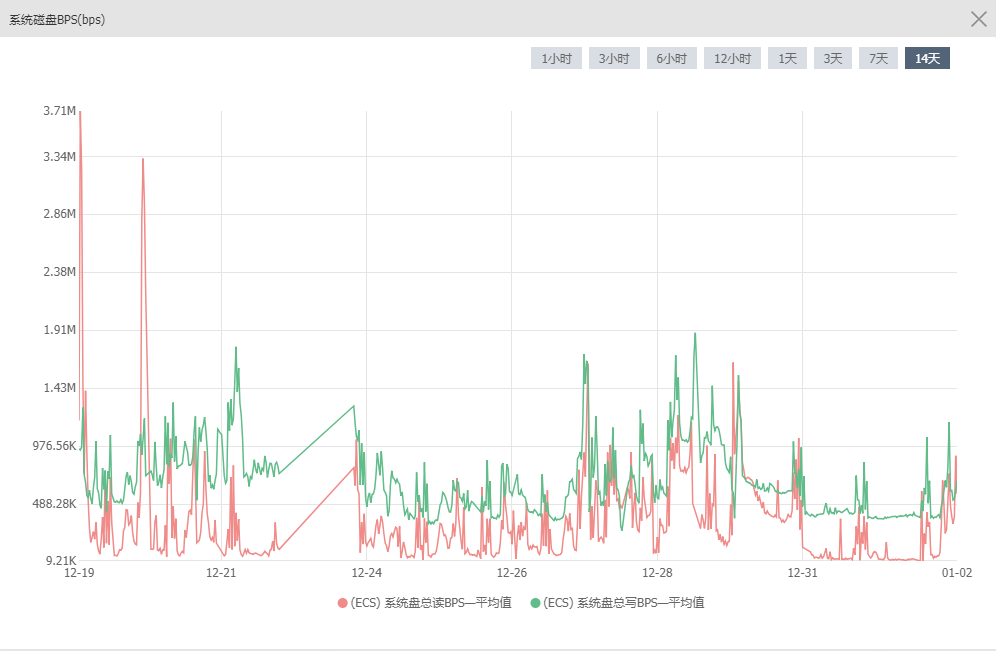 系统磁盘BPS(bps)
1小时 3小时 6小时 12小时 1天 3天 7天 14天
3.71M
3.34M
2.86M
2.38M
1.91M
1.43M
976.56K
488.28K
9.21K
12-19 12-21 12-24 12-26 12-28 12-31 01-02
(ECS) 系统盘总读BPS—平均值 (ECS) 系统盘总写BPS—平均值